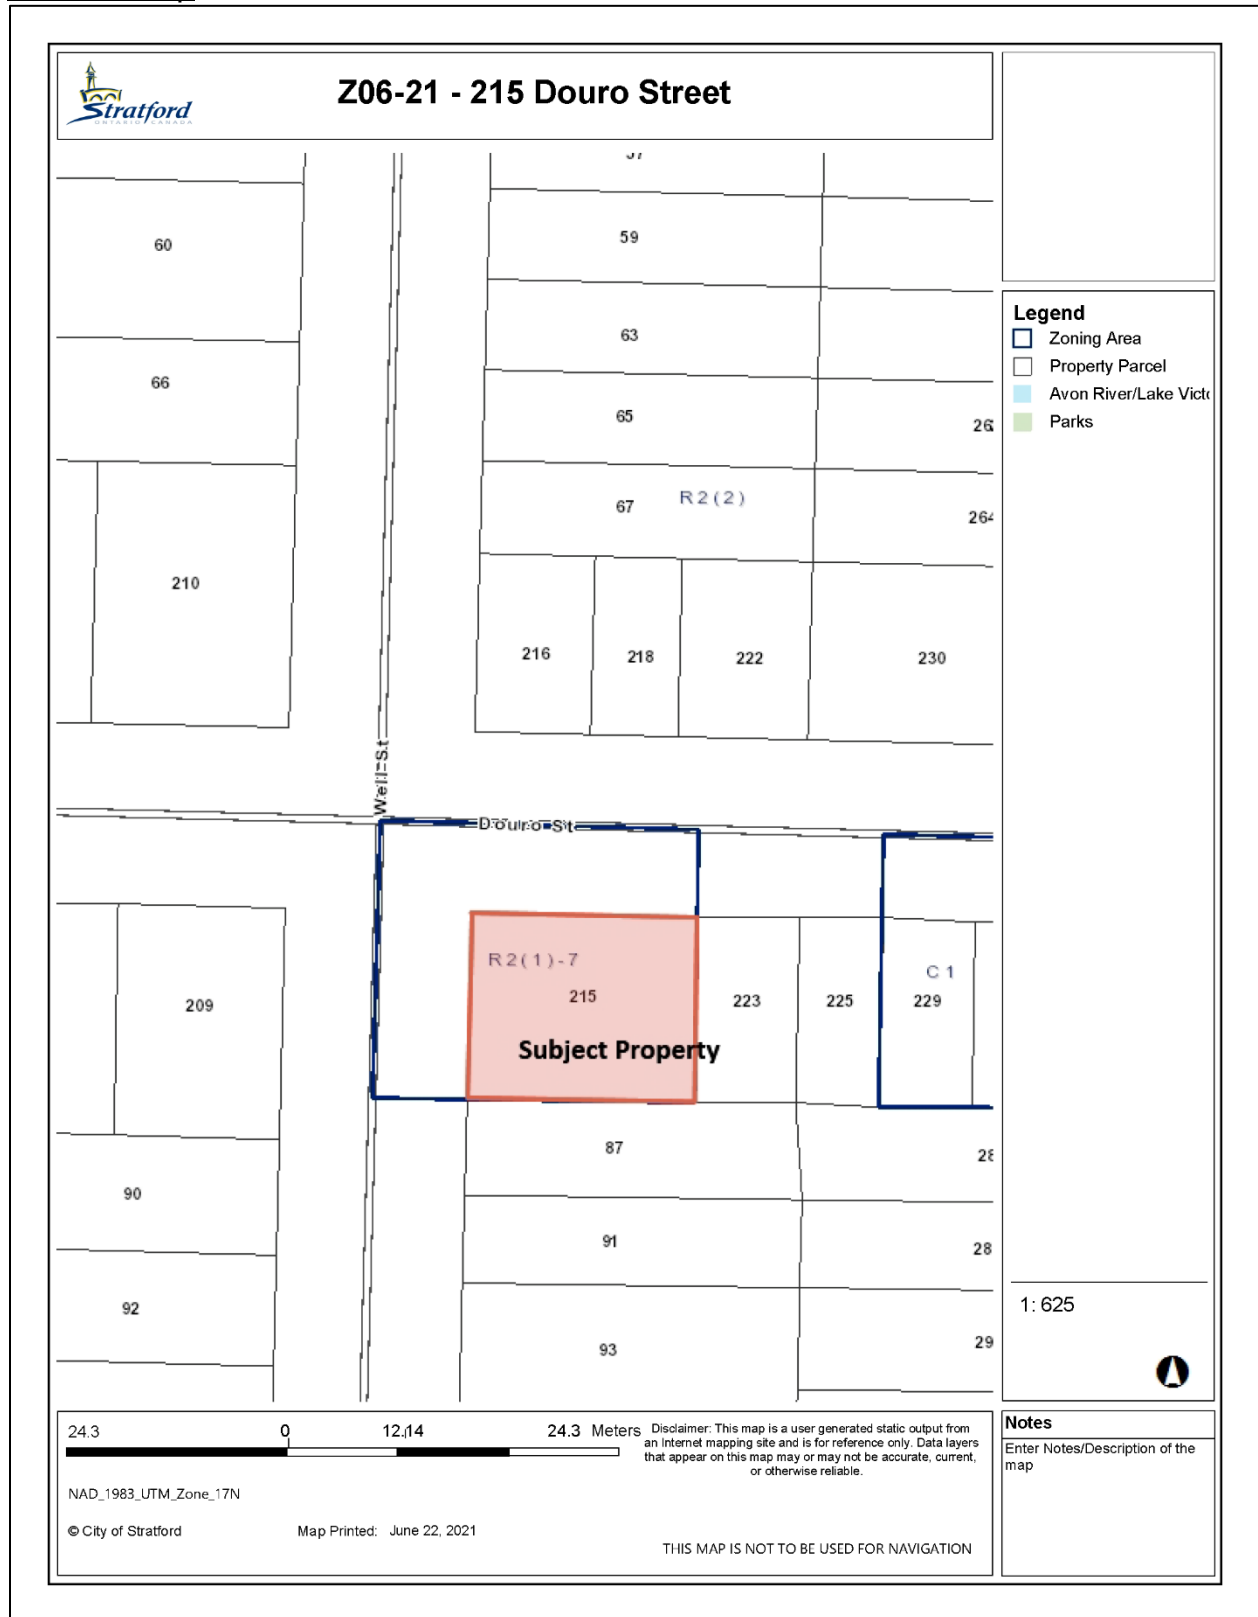 Stratford
ONTARIO CANADA
Z06-21 - 215 Douro Street
Legend
Zoning Area
Property Parcel
Avon River/Lake Victo
Parks
60
59
63
66
65
67
R2(2)
264
210
216
218
222
230
Well St
Douro St
R2(1)-7
215
Subject Property
209
223
225
229
C1
87
90
91
28
92
93
29
1: 625
24.3
0
12.14
24.3 Meters
Disclaimer: This map is a user generated static output from
an Internet mapping site and is for reference only. Data layers
that appear on this map may or may not be accurate, current,
or otherwise reliable.
NAD_1983_UTM_Zone_17N
© City of Stratford
Map Printed: June 22, 2021
THIS MAP IS NOT TO BE USED FOR NAVIGATION
Notes
Enter Notes/Description of the
map